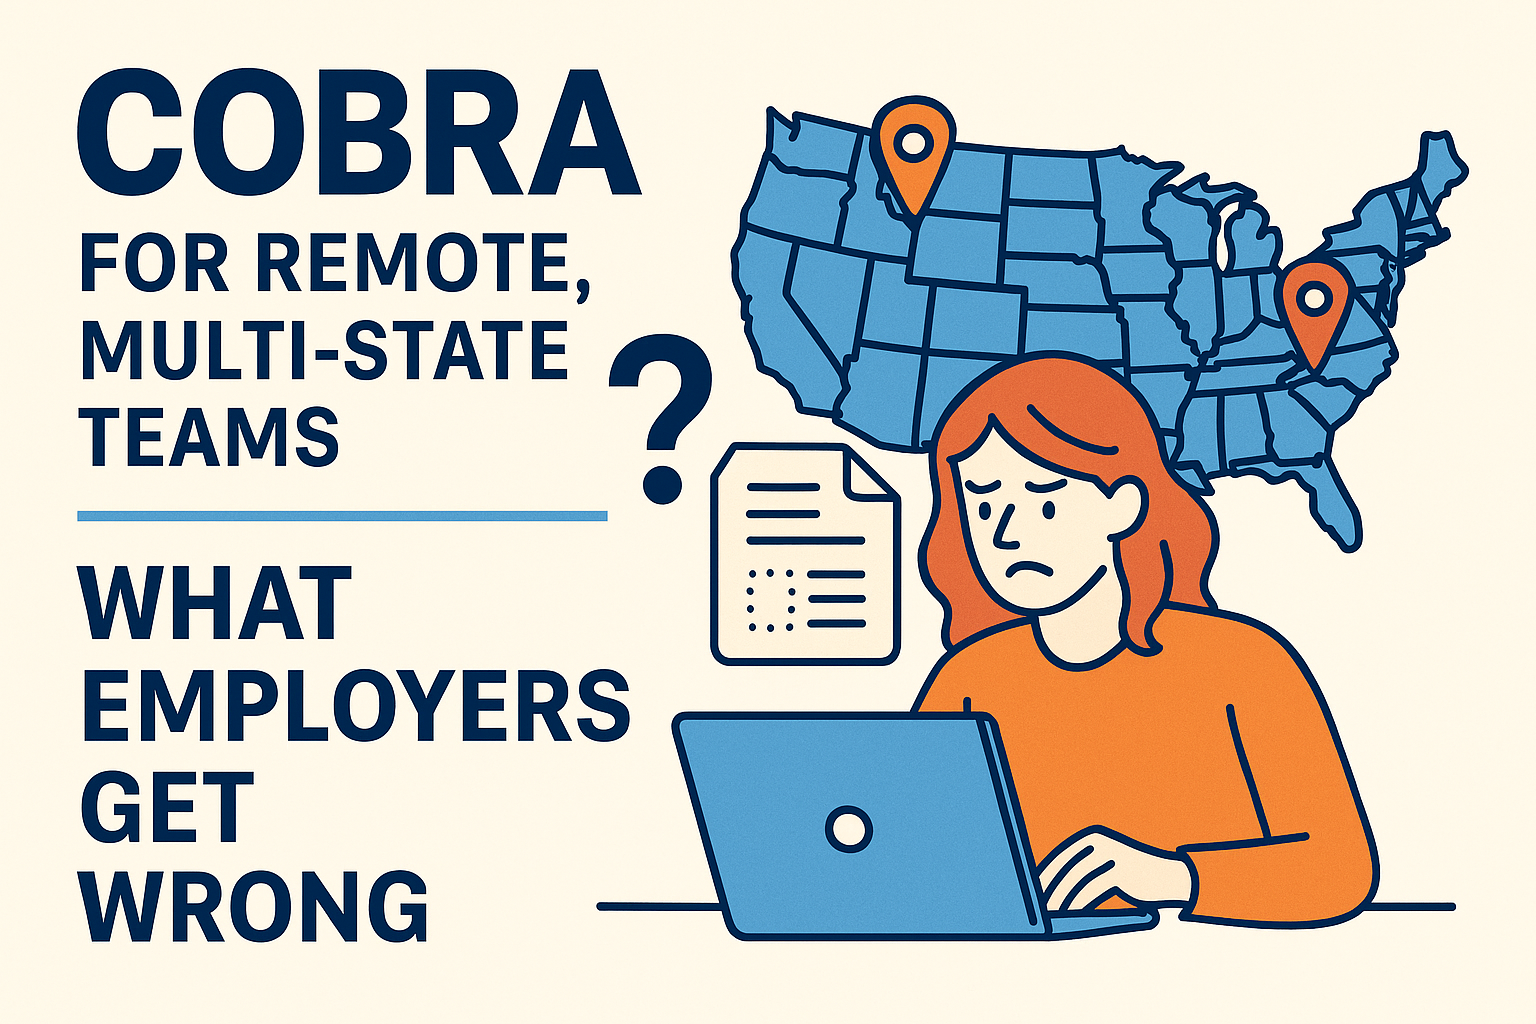 COBRA
FOR REMOTE,
MULTI-STATE
TEAMS
?
WHAT
EMPLOYERS
GET
WRONG